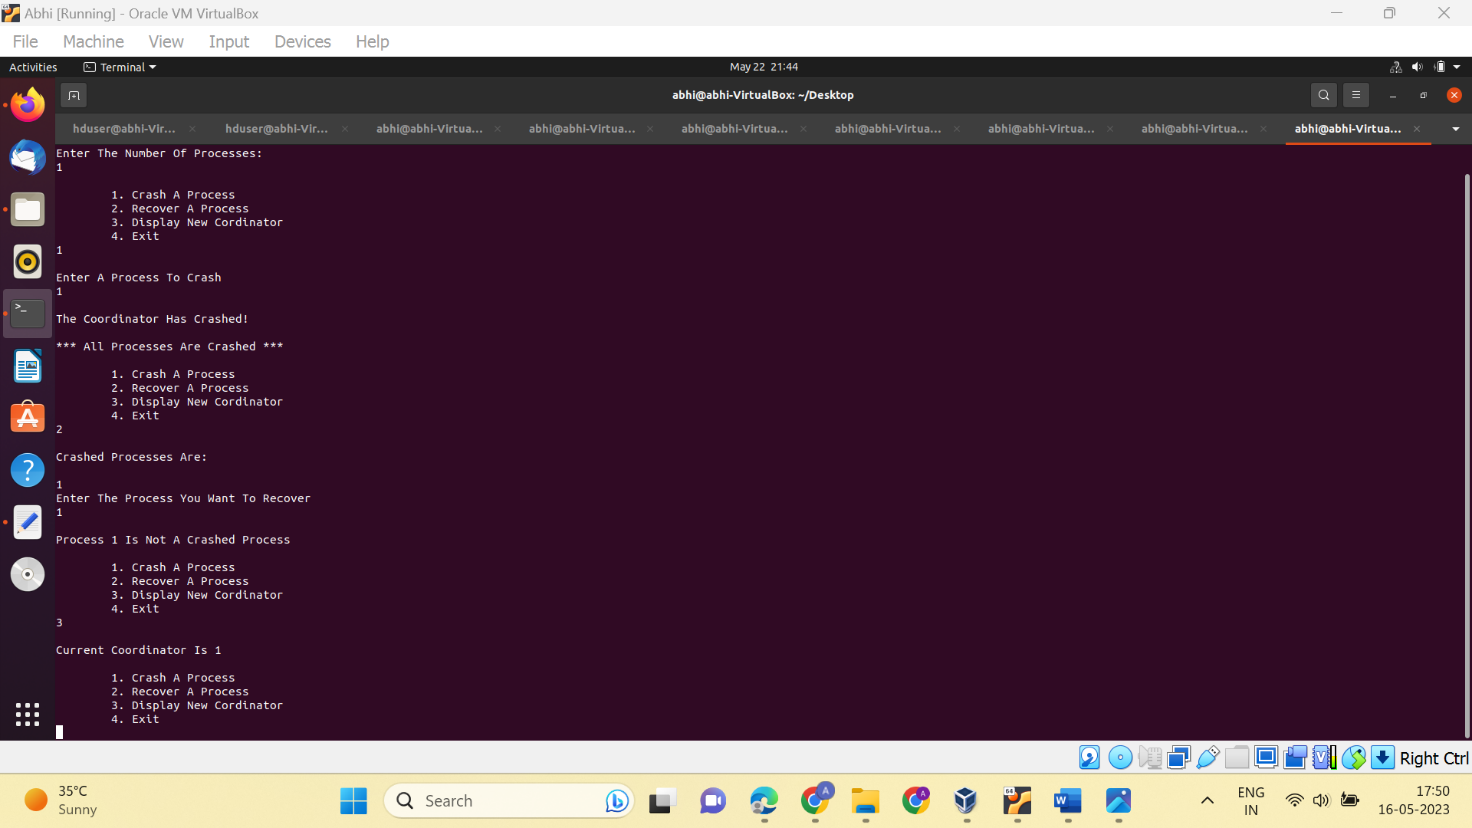 Abhi [Running] - Oracle VM VirtualBox
File Machine View Input Devices Help
Activities Terminal May 22 21:44
abhi@abhi-VirtualBox: ~/Desktop
hduser@abhi-Vir... hduser@abhi-Vir... abhi@abhi-Virtua... abhi@abhi-Virtua... abhi@abhi-Virtua... abhi@abhi-Virtua... abhi@abhi-Virtua... abhi@abhi-Virtua... abhi@abhi-Virtua...
Enter The Number Of Processes:
1
1. Crash A Process
2. Recover A Process
3. Display New Cordinator
4. Exit
1
Enter A Process To Crash
1
The Coordinator Has Crashed!
*** All Processes Are Crashed ***
1. Crash A Process
2. Recover A Process
3. Display New Cordinator
4. Exit
2
Crashed Processes Are:
1
Enter The Process You Want To Recover
1
Process 1 Is Not A Crashed Process
1. Crash A Process
2. Recover A Process
3. Display New Cordinator
4. Exit
3
Current Coordinator Is 1
1. Crash A Process
2. Recover A Process
3. Display New Cordinator
4. Exit
Right Ctrl
35°C
Sunny
Search
ENG
IN
17:50
16-05-2023